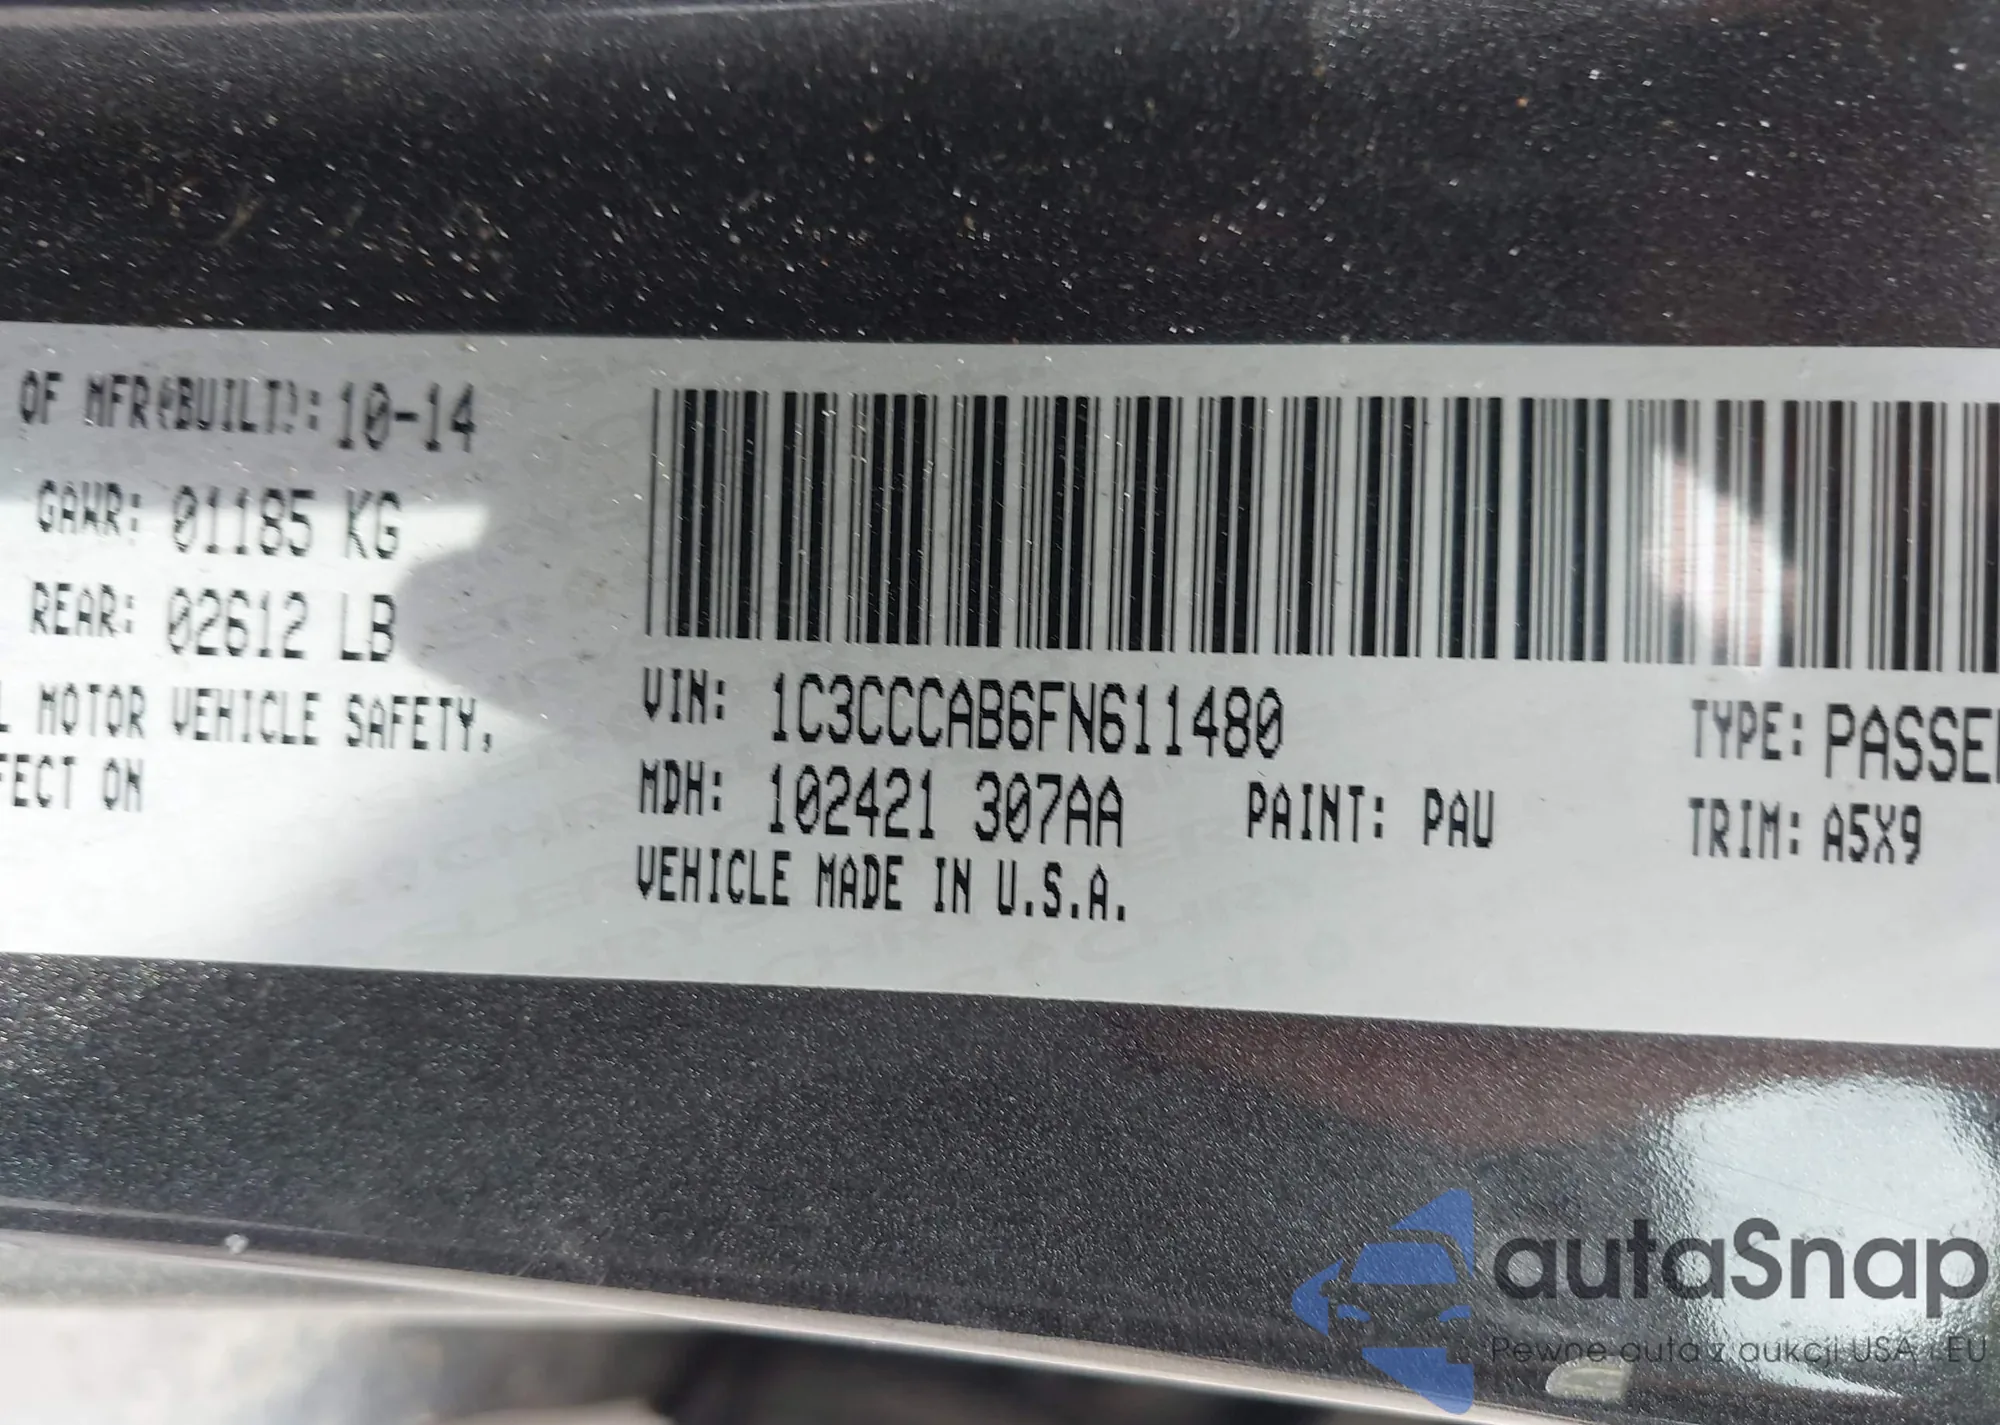 OF MFR(BUILT): 10-14
GAWR: 01185 KG
REAR: 02612 LB
L MOTOR VEHICLE SAFETY,
FECT ON
VIN: 1C3CCCAB6FN611480
TYPE: PASSE
MDH: 102421 307AA PAINT: PAU
TRIM: A5X9
VEHICLE MADE IN U.S.A.
autaSnap
Pewne auta z aukcji USA i EU